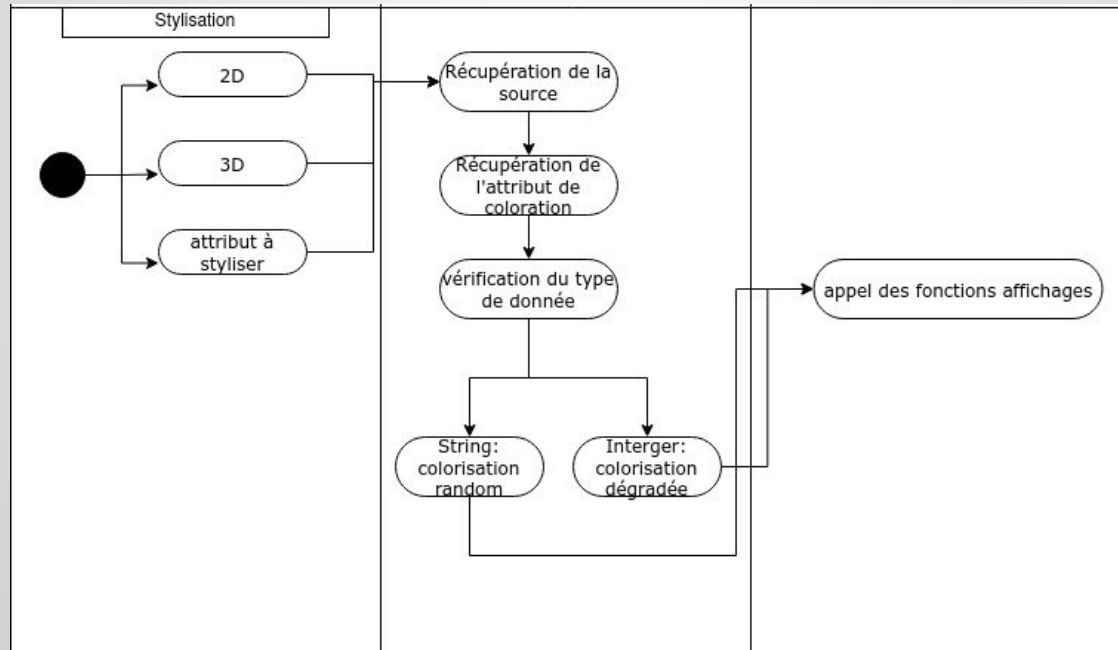 Stylisation
2D
3D
attribut à
styliser
Récupération de la
source
Récupération de
l'attribut de
coloration
vérification du type
de donnée
String:
colorisation
random
Interger:
colorisation
dégradée
appel des fonctions affichages